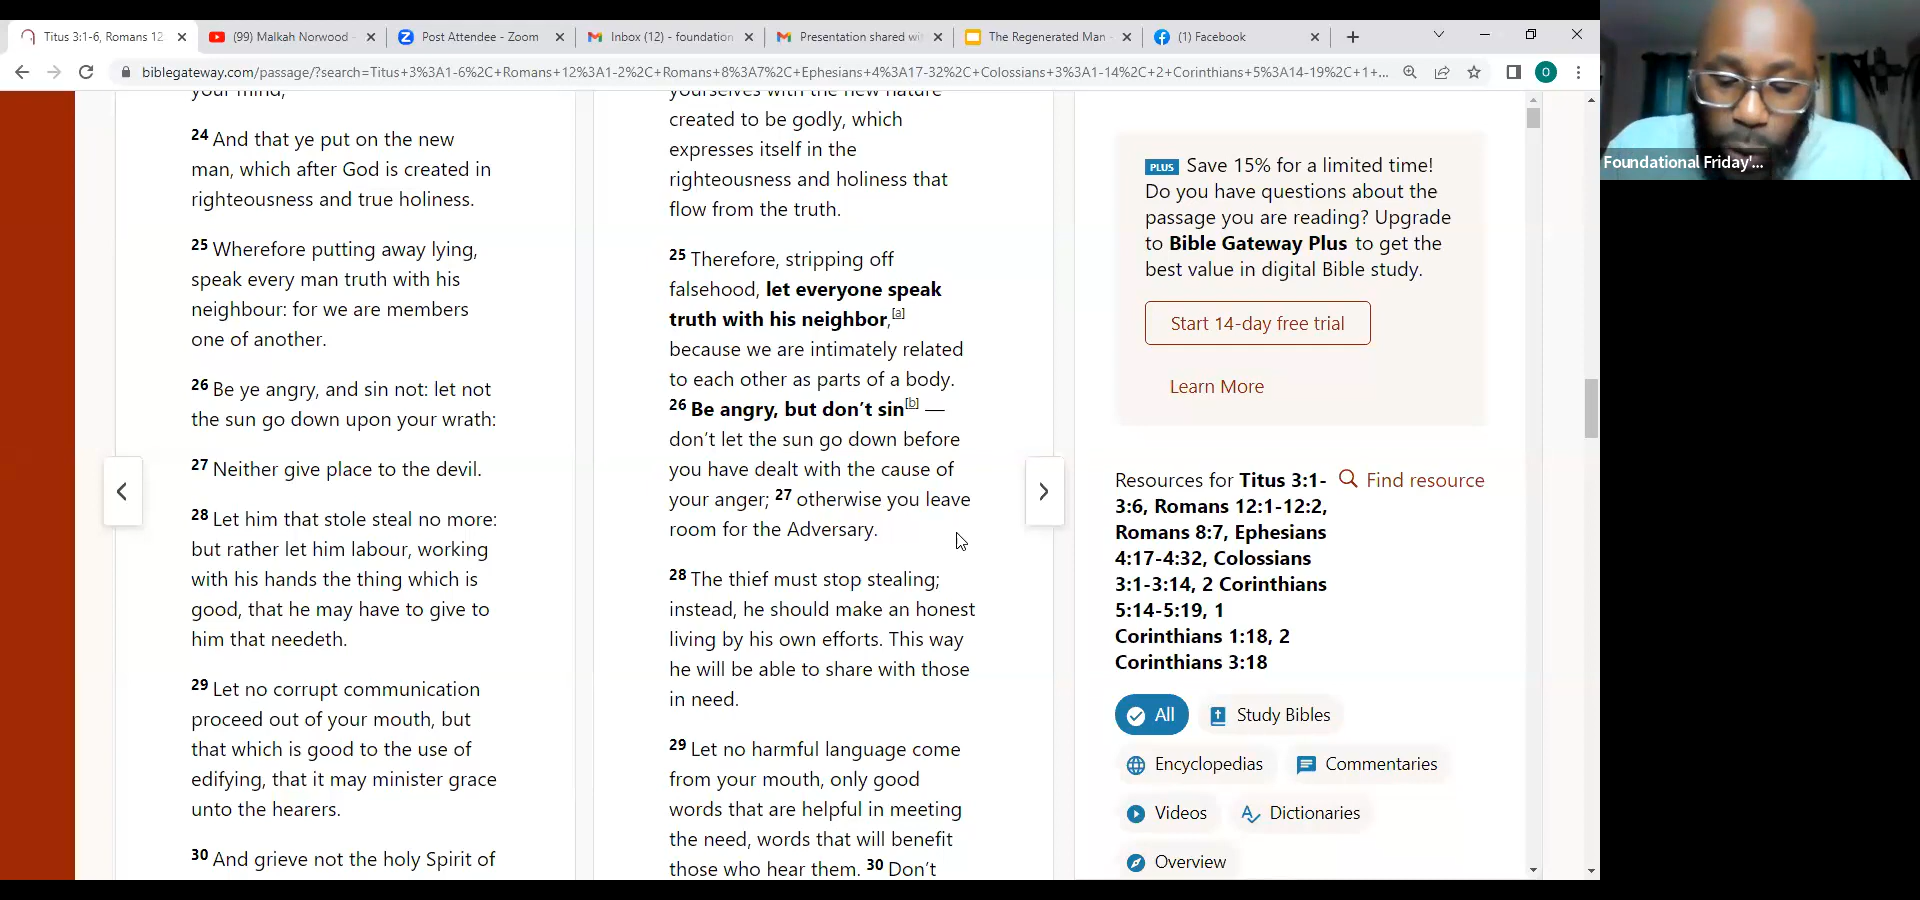 Titus 3:1-6, Romans 12
(99) Malkah Norwood -
Post Attendee - Zoom
Inbox (12) - foundation
Presentation shared wi
The Regenerated Man -
(1) Facebook
biblegateway.com/passage/?search=Titus+3%3A1-6%2C+Romans+12%3A1-2%2C+Romans+8%3A7%2C+Ephesians+4%3A17-32%2C+Colossians+3%3A1-14%2C+2+Corinthians+5%3A14-19%2C+1+...
O
your mind;
24 And that ye put on the new
man, which after God is created in
righteousness and true holiness.
25 Wherefore putting away lying,
speak every man truth with his
neighbour: for we are members
one of another.
26 Be ye angry, and sin not: let not
the sun go down upon your wrath:
27 Neither give place to the devil.
28 Let him that stole steal no more:
but rather let him labour, working
with his hands the thing which is
good, that he may have to give to
him that needeth.
29 Let no corrupt communication
proceed out of your mouth, but
that which is good to the use of
edifying, that it may minister grace
unto the hearers.
30 And grieve not the holy Spirit of
yourselves with the new nature
created to be godly, which
expresses itself in the
righteousness and holiness that
flow from the truth.
25 Therefore, stripping off
falsehood, let everyone speak
truth with his neighbor,[a]
because we are intimately related
to each other as parts of a body.
26 Be angry, but don’t sin[b] —
don’t let the sun go down before
you have dealt with the cause of
your anger; 27 otherwise you leave
room for the Adversary.
28 The thief must stop stealing;
instead, he should make an honest
living by his own efforts. This way
he will be able to share with those
in need.
29 Let no harmful language come
from your mouth, only good
words that are helpful in meeting
the need, words that will benefit
those who hear them. 30 Don’t
PLUS Save 15% for a limited time!
Do you have questions about the
passage you are reading? Upgrade
to Bible Gateway Plus to get the
best value in digital Bible study.
Start 14-day free trial
Learn More
Resources for Titus 3:1-
3:6, Romans 12:1-12:2,
Romans 8:7, Ephesians
4:17-4:32, Colossians
3:1-3:14, 2 Corinthians
5:14-5:19, 1
Corinthians 1:18, 2
Corinthians 3:18
Find resource
All
Study Bibles
Encyclopedias
Commentaries
Videos
Dictionaries
Overview
Foundational Friday'...